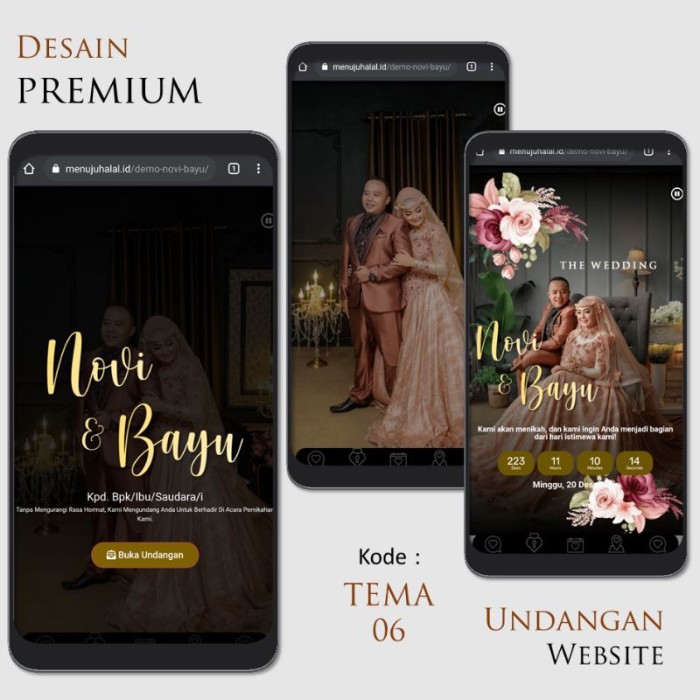 DESAIN
PREMIUM
menujuhalal.id/demo-novi-bayu/
1
Novi
& Bayu
Kpd. Bpk/Ibu/Saudara/i
Tanpa Mengurangi Rasa Hormat, Kami Mengundang Anda Untuk Berhadir Di Acara Pernikahan
Kami.
Buka Undangan
menujuhalal.id/demo-novi-bayu/
1
menujuhalal.id/demo-novi-bayu/
1
THE WEDDING
Novi
& Bayu
Kami akan menikah, dan kami ingin Anda menjadi bagian
dari hari istimewa kami!
223 11 10 14
Days Hours Minutes Seconds
Minggu, 20
Kode :
TEMA
06
UNDANGAN
WEBSITE